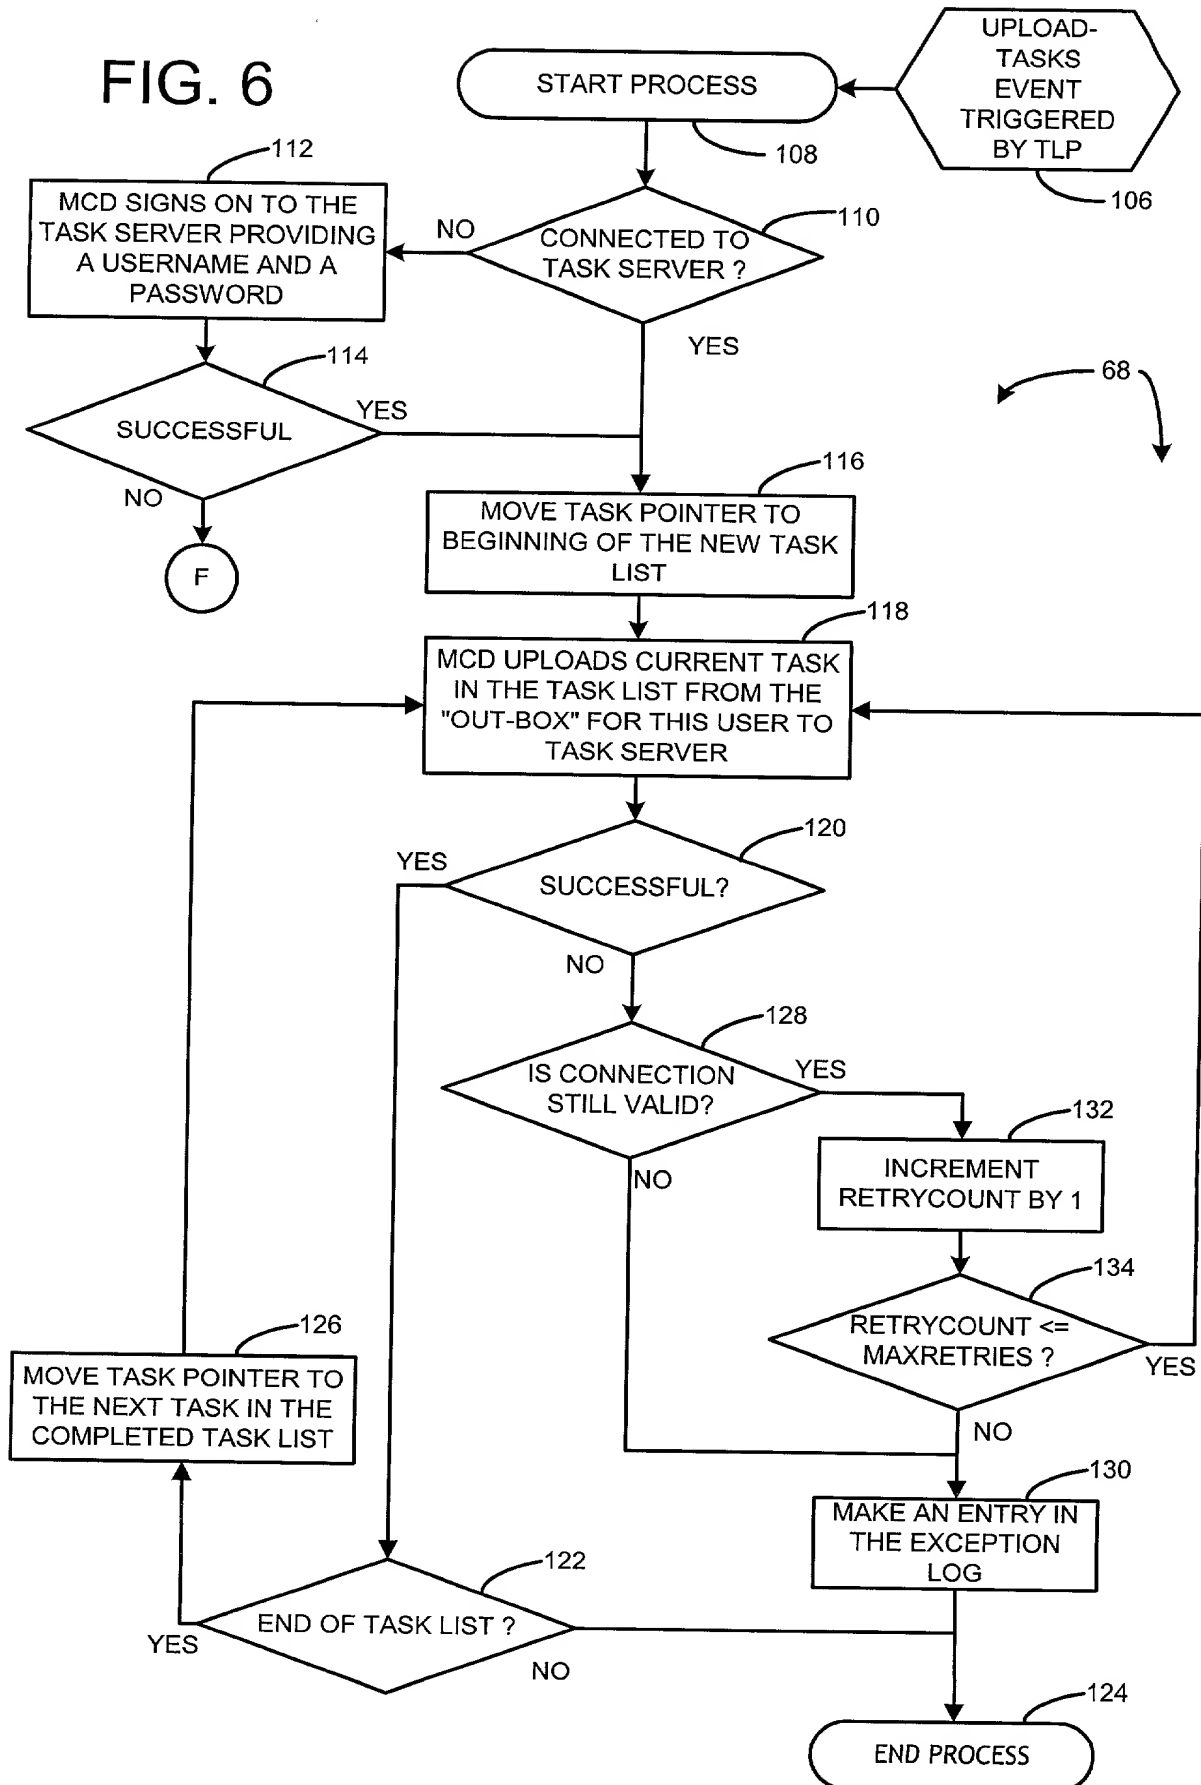 FIG. 6
START PROCESS
108
UPLOAD-
TASKS
EVENT
TRIGGERED
BY TLP
106
112
MCD SIGNS ON TO THE
TASK SERVER PROVIDING
A USERNAME AND A
PASSWORD
NO
CONNECTED TO
TASK SERVER ?
110
YES
114
SUCCESSFUL
YES
NO
F
68
116
MOVE TASK POINTER TO
BEGINNING OF THE NEW TASK
LIST
118
MCD UPLOADS CURRENT TASK
IN THE TASK LIST FROM THE
"OUT-BOX" FOR THIS USER TO
TASK SERVER
120
YES
SUCCESSFUL?
NO
128
IS CONNECTION
STILL VALID?
YES
NO
132
INCREMENT
RETRYCOUNT BY 1
134
RETRYCOUNT <=
MAXRETRIES ?
YES
NO
126
MOVE TASK POINTER TO
THE NEXT TASK IN THE
COMPLETED TASK LIST
130
MAKE AN ENTRY IN
THE EXCEPTION
LOG
122
END OF TASK LIST ?
YES
NO
124
END PROCESS